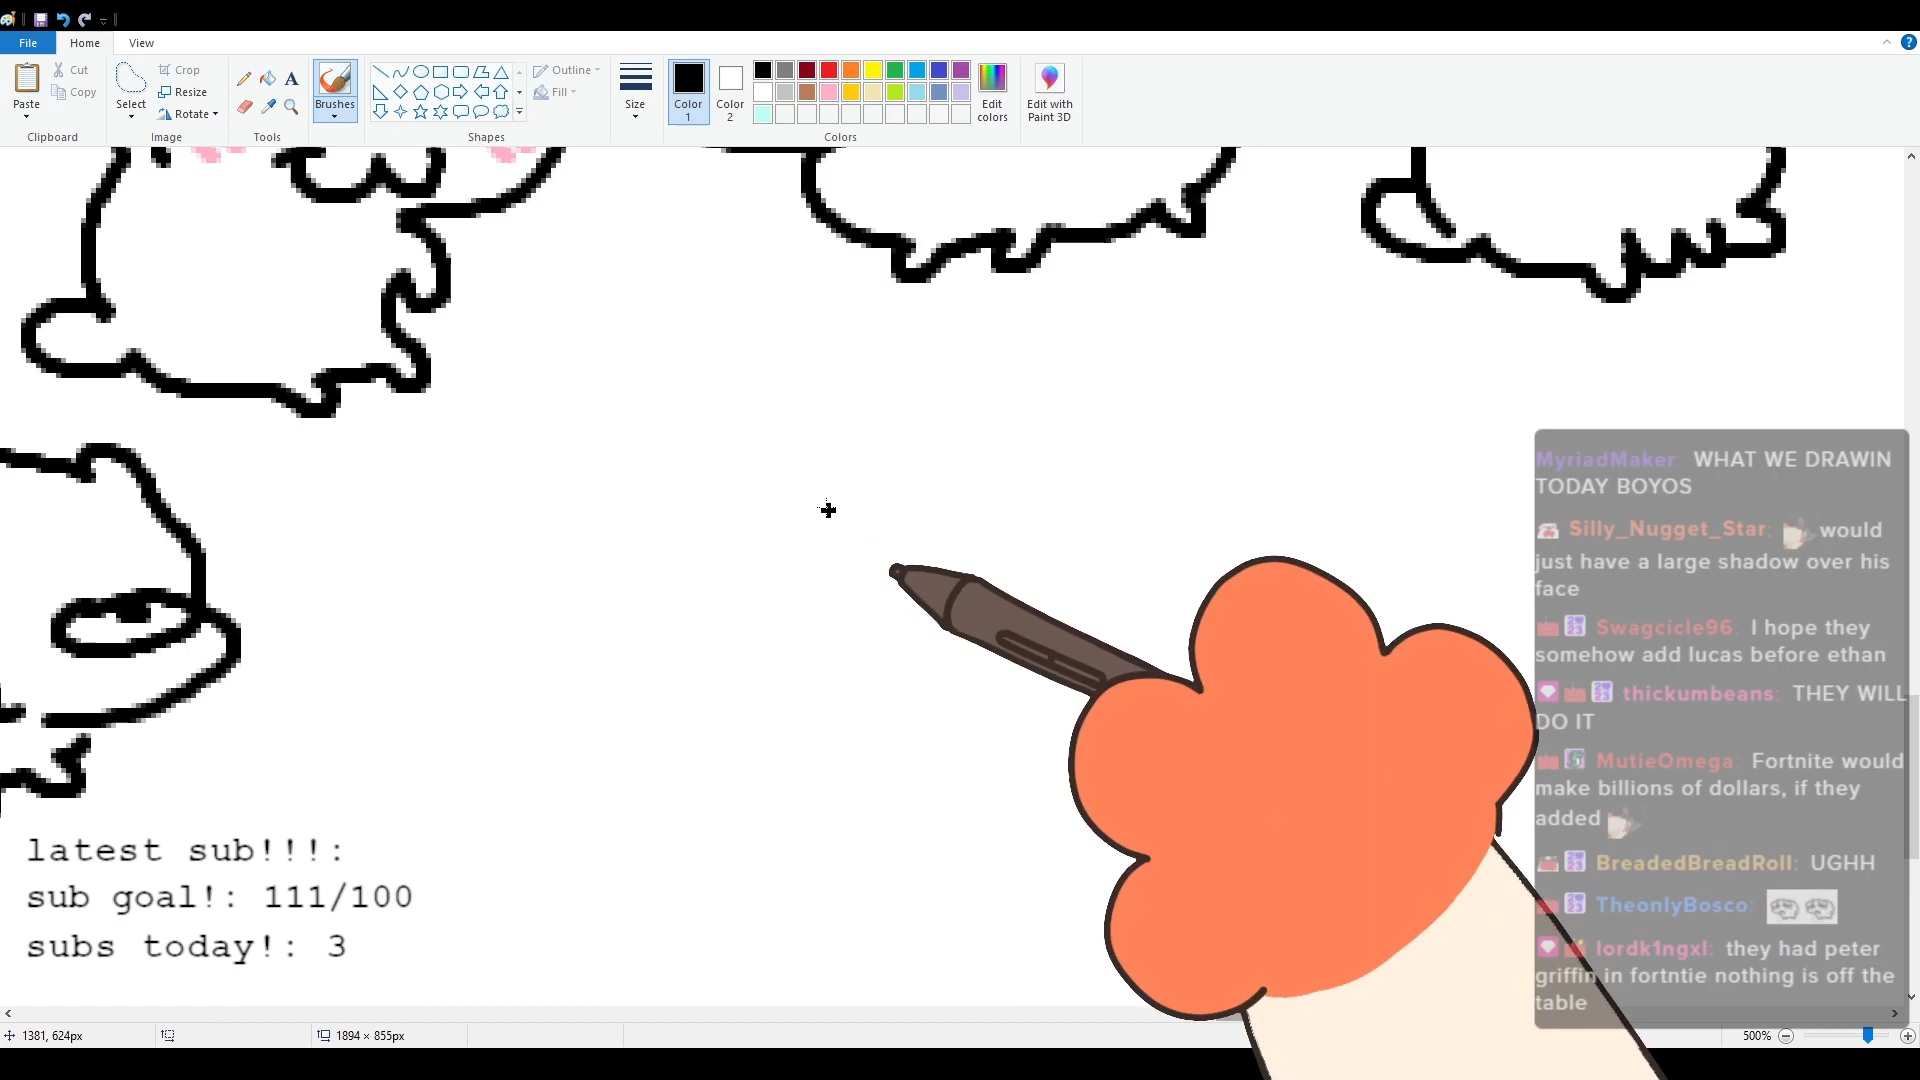 File Home View
Paste
Cut
Copy
Clipboard
Select
Crop
Resize
Rotate
Image
A
Tools
Brushes
Outline
Fill
Shapes
Size
Color
1
Color
2
Edit
colors
Colors
Edit with
Paint 3D
MyriadMaker: WHAT WE DRAWIN
TODAY BOYOS
Silly_Nugget_Star: would
just have a large shadow over his
face
Swagcicle96: I hope they
somehow add lucas before ethan
thickumbeans: THEY WILL
DO IT
MutieOmega: Fortnite would
make billions of dollars, if they
added
BreadedBreadRoll: UGHH
TheonlyBosco:
lordk1ngxl: they had peter
griffin in fortntie nothing is off the
table
latest sub!!!:
sub goal!: 111/100
subs today!: 3
1381, 624px
1894 × 855px
500%